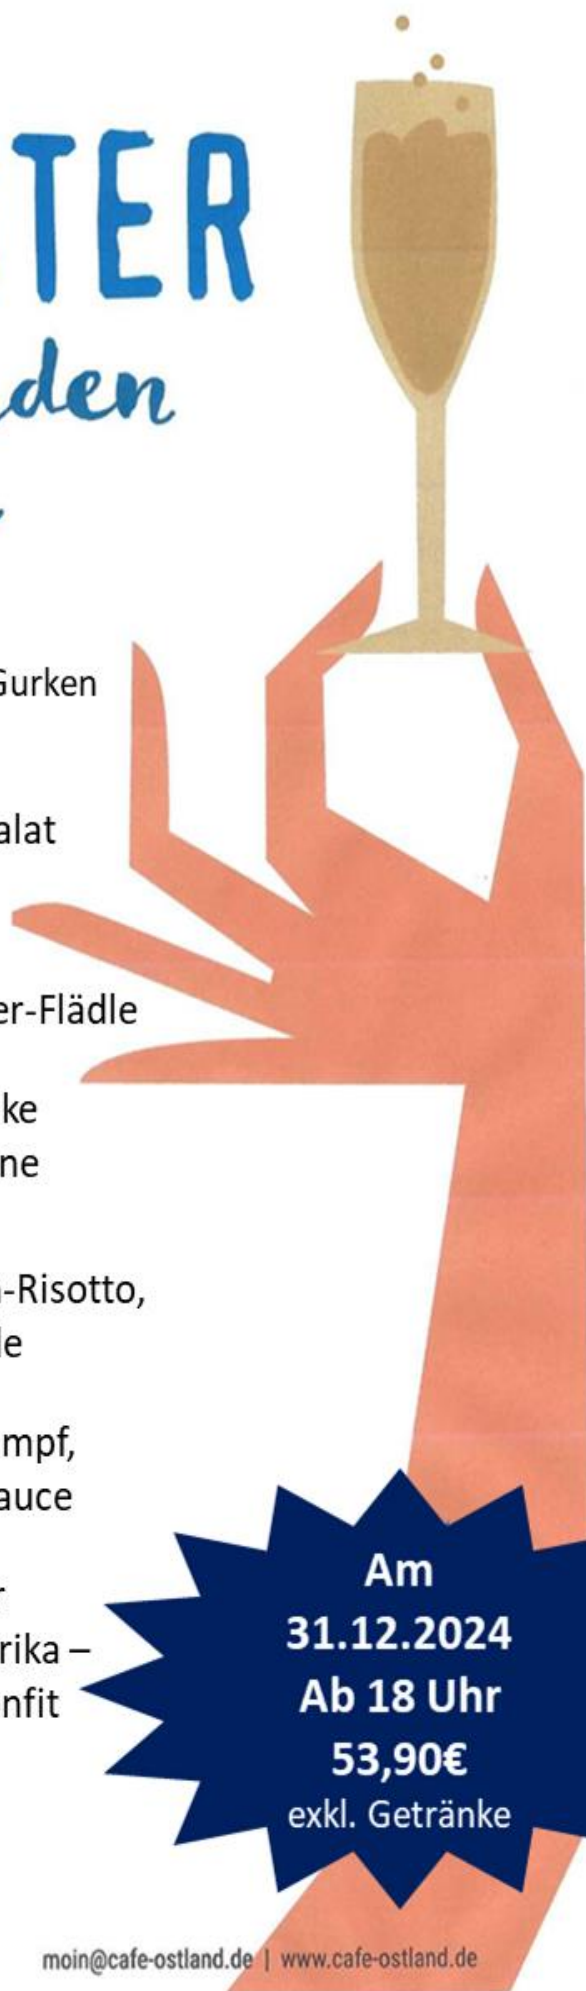 TER
den
Gurken
alat
er-Flädle
ke
ne
-Risotto,
le
mpf,
auce
r
rika –
nfit
Am
31.12.2024
Ab 18 Uhr
53,90€
exkl. Getränke
moin@cafe-ostland.de | www.cafe-ostland.de